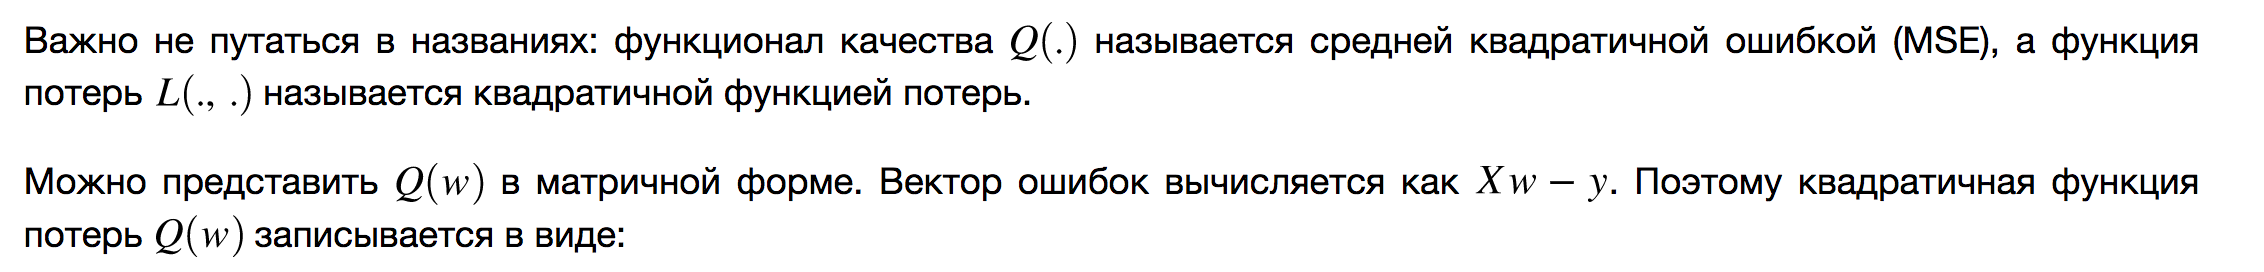 Важно не путаться в названиях: функционал качества Q(.) называется средней квадратичной ошибкой (MSE), а функция
потерь L(., .) называется квадратичной функцией потерь.
Можно представить Q(w) в матричной форме. Вектор ошибок вычисляется как Xw − y. Поэтому квадратичная функция
потерь Q(w) записывается в виде: